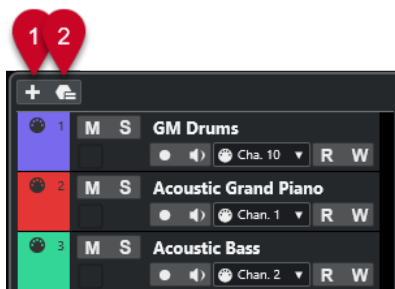 1 2
1 M S GM Drums
Cha. 10 R W
2 M S Acoustic Grand Piano
Chan. 1 R W
3 M S Acoustic Bass
Chan. 2 R W